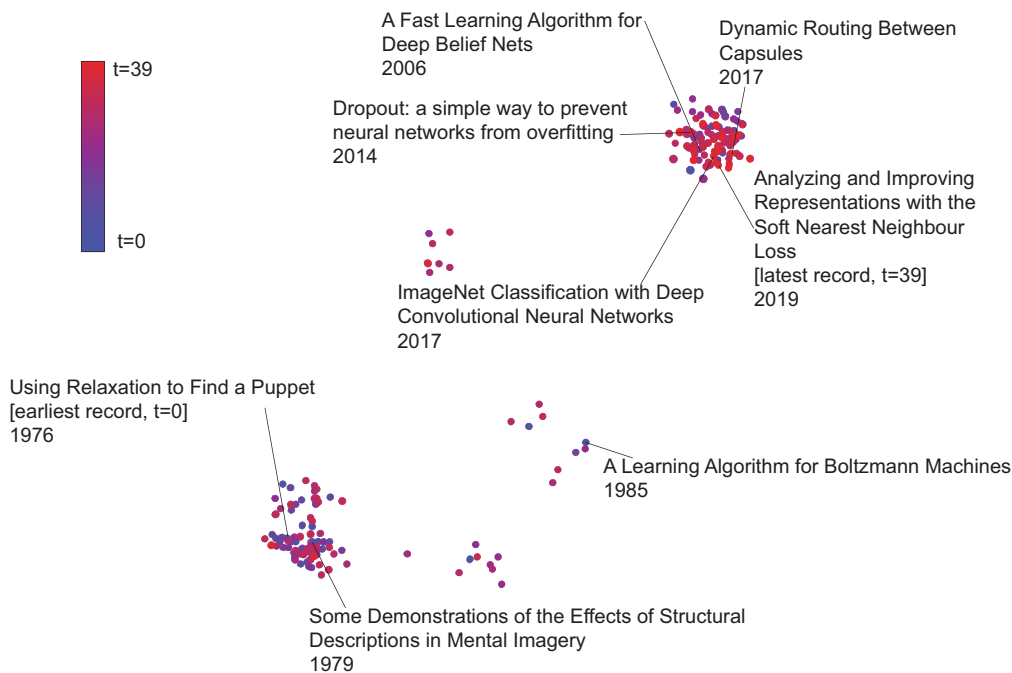 A Fast Learning Algorithm for
Deep Belief Nets
2006
Dynamic Routing Between
Capsules
2017
t=39
t=0
Dropout: a simple way to prevent
neural networks from overfitting
2014
Analyzing and Improving
Representations with the
Soft Nearest Neighbour
Loss
[latest record, t=39]
2019
ImageNet Classification with Deep
Convolutional Neural Networks
2017
Using Relaxation to Find a Puppet
[earliest record, t=0]
1976
A Learning Algorithm for Boltzmann Machines
1985
Some Demonstrations of the Effects of Structural
Descriptions in Mental Imagery
1979